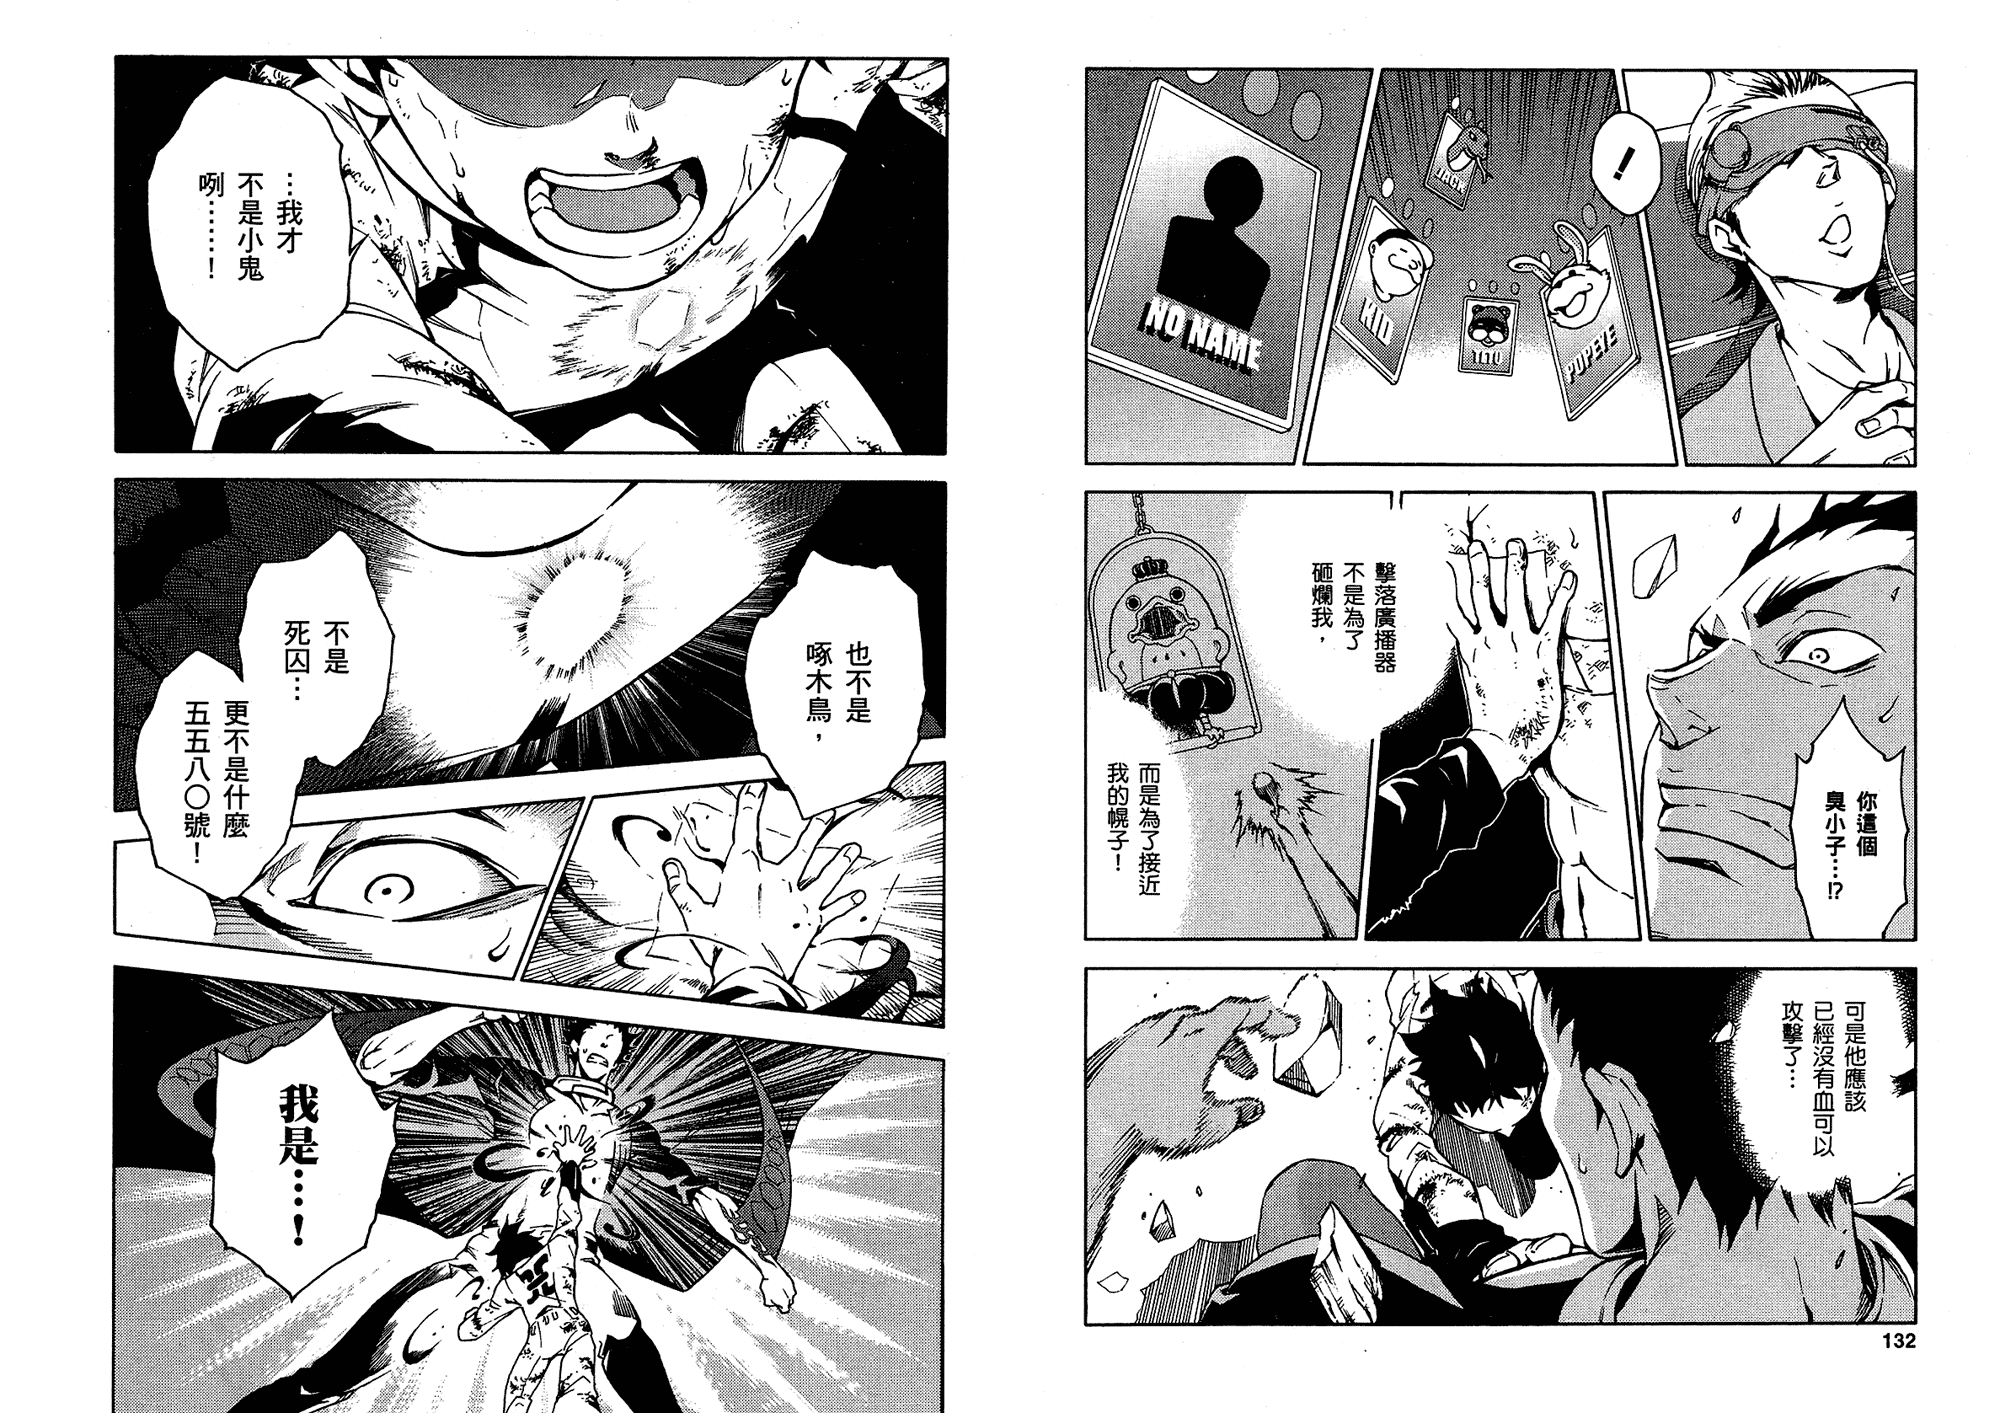 ！
JACK
KID
TITO
POPEYE
NO NAME
你這個
臭小子…!?
擊落廣播器
不是為了
砸爛我，
而是為了接近
我的幌子！
可是他應該
已經沒有血可以
攻擊了…
132
…我才
不是小鬼
咧……！
也不是
啄木鳥，
不是
死囚…
更不是什麼
五五八〇號！
我是…！